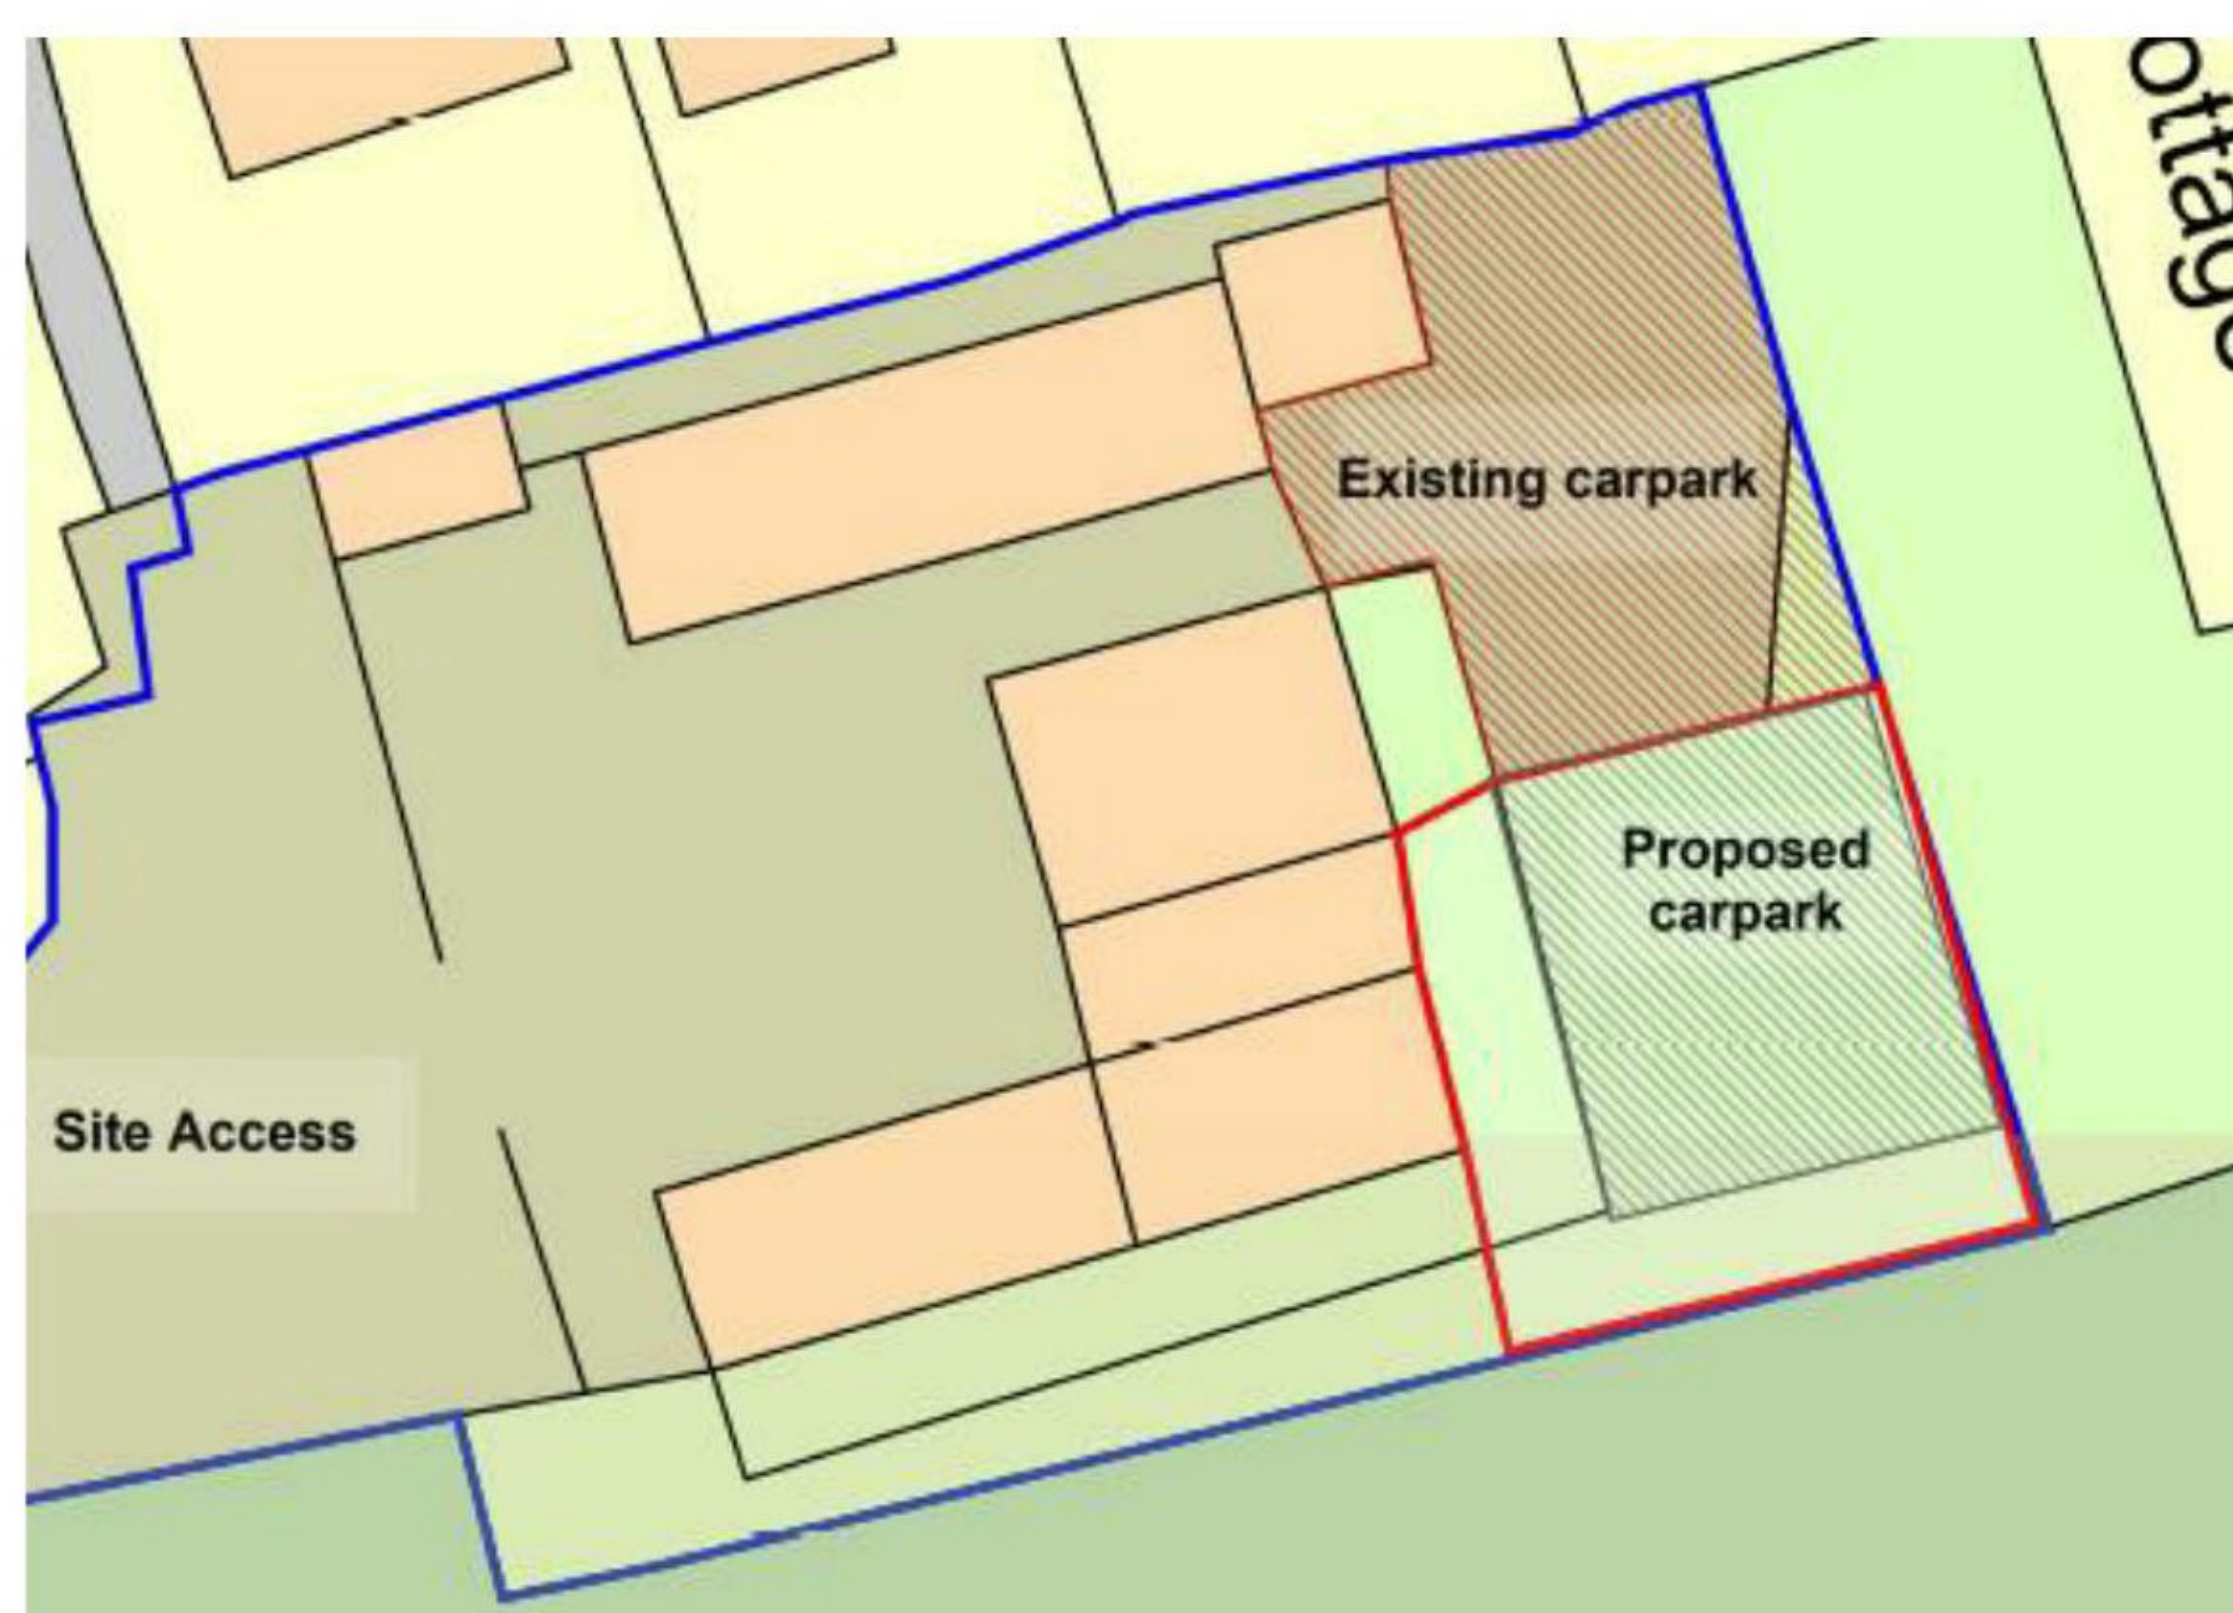 Existing carpark
Proposed
carpark
Site Access